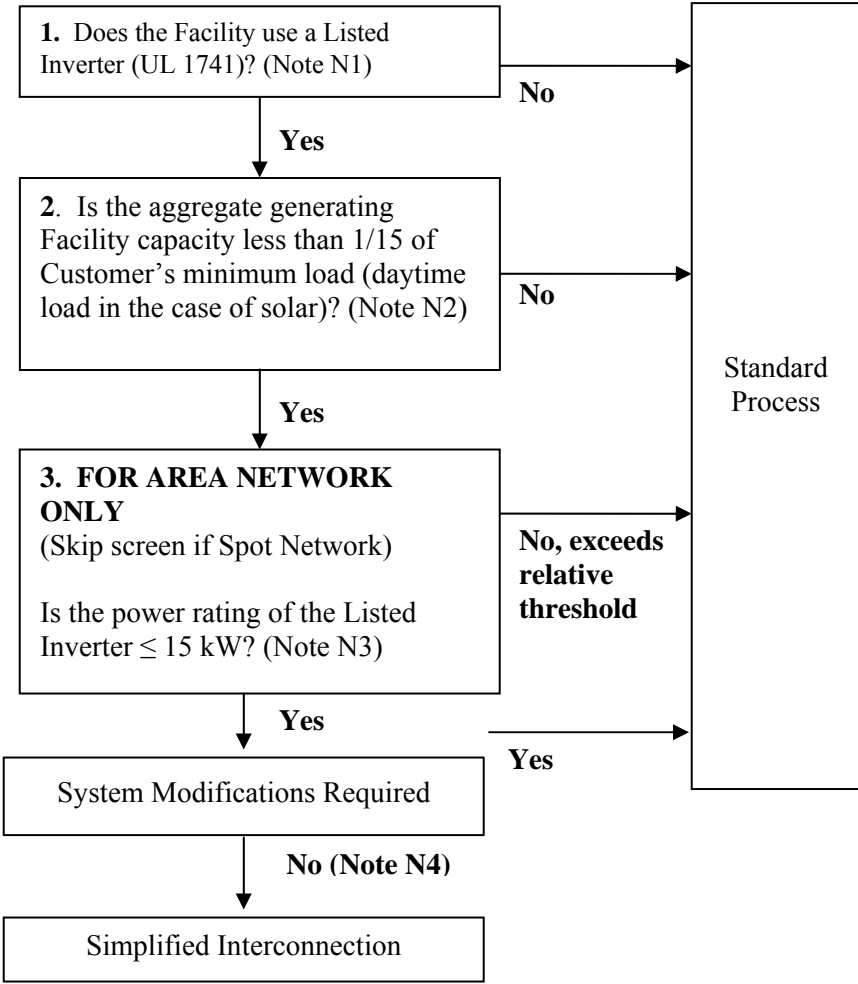 1. Does the Facility use a Listed
Inverter (UL 1741)? (Note N1)
No
Yes
2. Is the aggregate generating
Facility capacity less than 1/15 of
Customer’s minimum load (daytime
load in the case of solar)? (Note N2)
No
Yes
Standard
Process
3. FOR AREA NETWORK
ONLY
(Skip screen if Spot Network)
Is the power rating of the Listed
Inverter ≤ 15 kW? (Note N3)
No, exceeds
relative
threshold
Yes
Yes
System Modifications Required
No (Note N4)
Simplified Interconnection